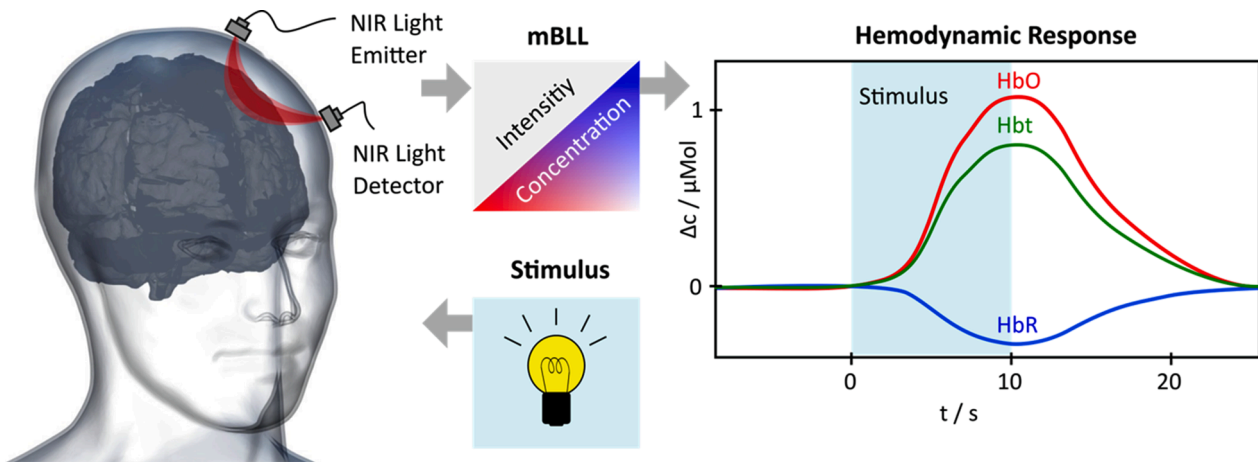 NIR Light
Emitter
NIR Light
Detector
mBLL
Intensitiy
Concentration
Stimulus
Hemodynamic Response
Stimulus
HbO
Hbt
HbR
Δc / µMol
1
0
0
10
20
t / s